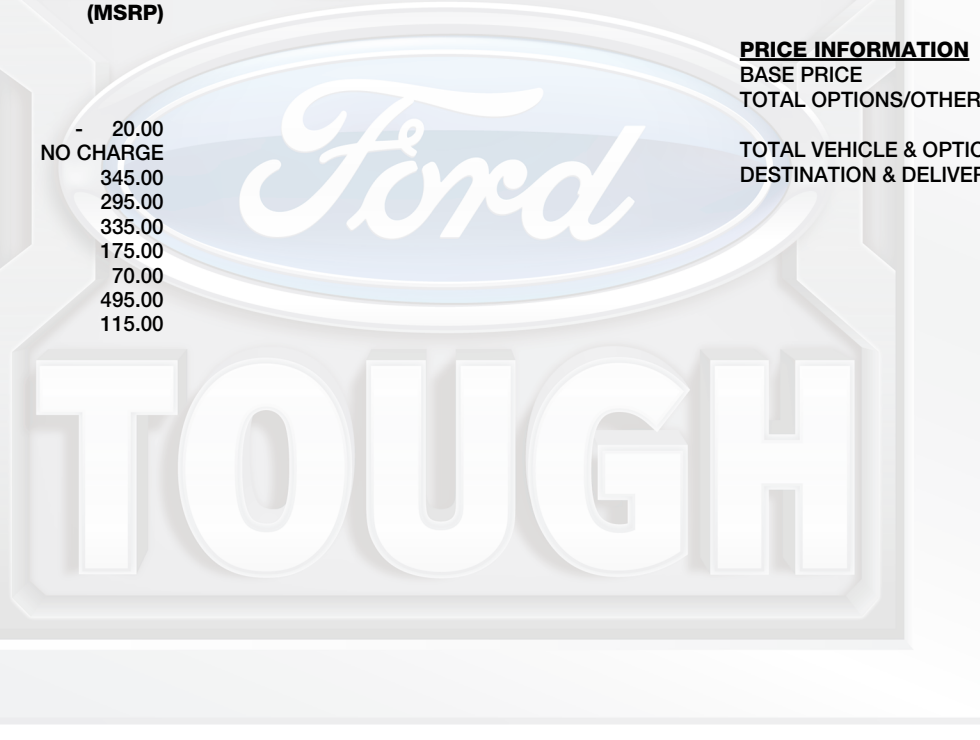 (MSRP)
- 20.00
NO CHARGE
345.00
295.00
335.00
175.00
70.00
495.00
115.00
PRICE INFORMATION
BASE PRICE
TOTAL OPTIONS/OTHER
TOTAL VEHICLE & OPTIO
DESTINATION & DELIVER
Ford
TOUGH